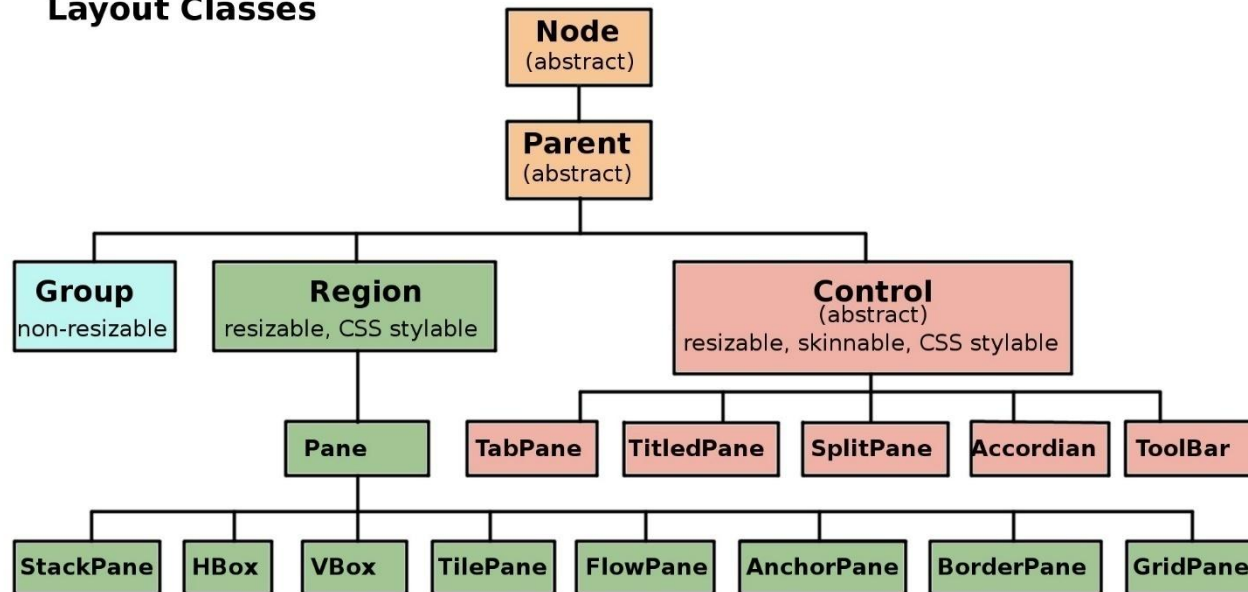 Layout Classes
Node
(abstract)
Parent
(abstract)
Group
non-resizable
Region
resizable, CSS stylable
Control
(abstract)
resizable, skinnable, CSS stylable
Pane
TabPane
TitledPane
SplitPane
Accordian
ToolBar
StackPane
HBox
VBox
TilePane
FlowPane
AnchorPane
BorderPane
GridPane